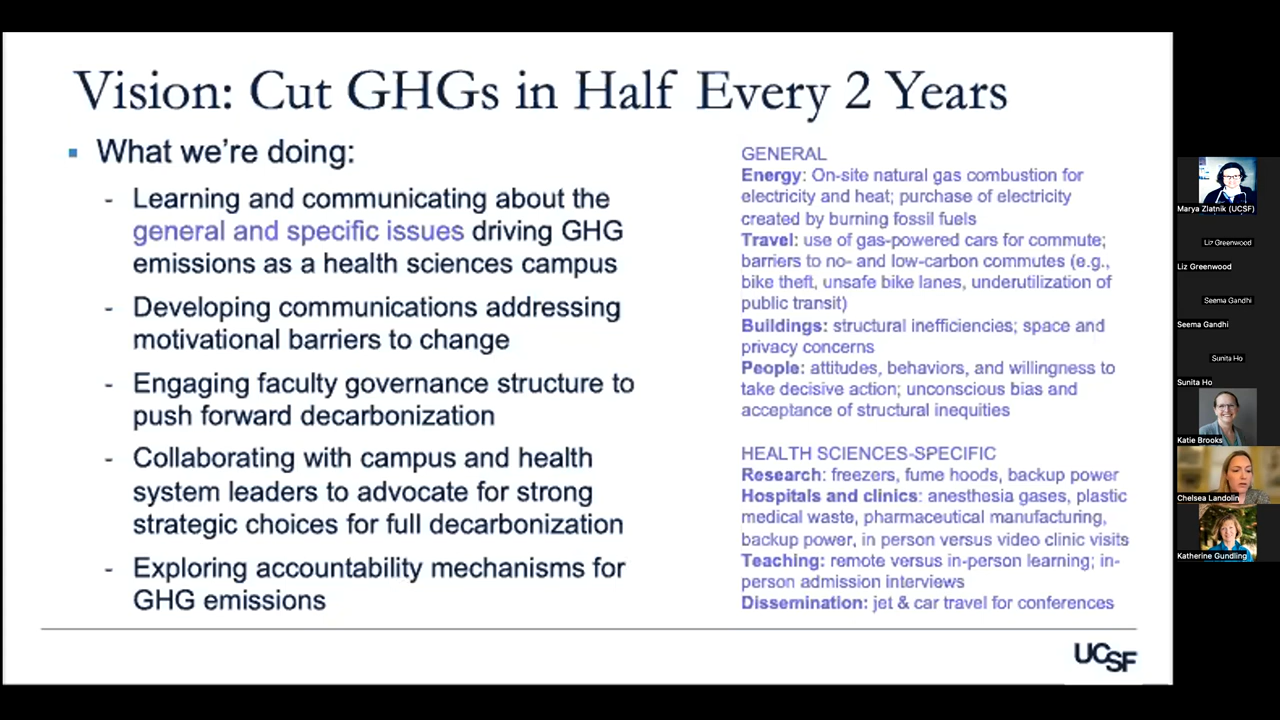 Vision: Cut GHGs in Half Every 2 Years
What we're doing:
- Learning and communicating about the
general and specific issues driving GHG
emissions as a health sciences campus
- Developing communications addressing
motivational barriers to change
- Engaging faculty governance structure to
push forward decarbonization
- Collaborating with campus and health
system leaders to advocate for strong
strategic choices for full decarbonization
- Exploring accountability mechanisms for
GHG emissions
GENERAL
Energy: On-site natural gas combustion for
electricity and heat; purchase of electricity
created by burning fossil fuels
Travel: use of gas-powered cars for commute;
barriers to no- and low-carbon commutes (e.g.,
bike theft, unsafe bike lanes, underutilization of
public transit)
Buildings: structural inefficiencies; space and
privacy concerns
People: attitudes, behaviors, and willingness to
take decisive action; unconscious bias and
acceptance of structural inequities
HEALTH SCIENCES-SPECIFIC
Research: freezers, fume hoods, backup power
Hospitals and clinics: anesthesia gases, plastic
medical waste, pharmaceutical manufacturing,
backup power, in person versus video clinic visits
Teaching: remote versus in-person learning; in-
person admission interviews
Dissemination: jet & car travel for conferences
UCSF
Marya Zlatnik (UCSF)
Liz Greenwood
Liz Greenwood
Seema Gandhi
Seema Gandhi
Sunita Ho
Sunita Ho
Katie Brooks
Chelsea Landolin
Katherine Gundling